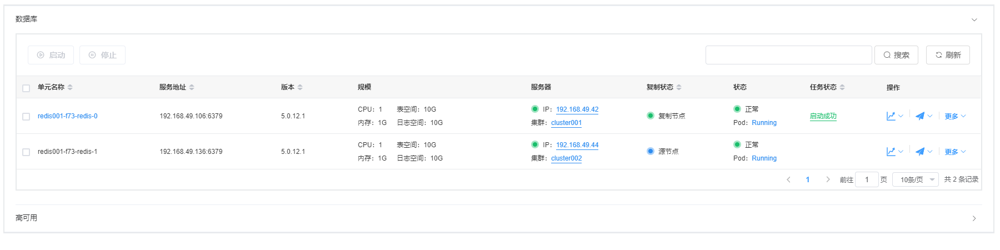 数据库
启动 停止 搜索 刷新
单元名称 服务地址 版本 规模 服务器 复制状态 状态 任务状态 操作
CPU：1 表空间：10G IP：192.168.49.42 正常
redis001-f73-redis-0 192.168.49.106:6379 5.0.12.1 复制节点 启动成功 更多
内存：1G 日志空间：10G 集群：cluster001 Pod：Running
CPU：1 表空间：10G IP：192.168.49.44 正常
redis001-f73-redis-1 192.168.49.136:6379 5.0.12.1 源节点 更多
内存：1G 日志空间：10G 集群：cluster002 Pod：Running
1 前往 1 页 10条/页 共 2 条记录
高可用